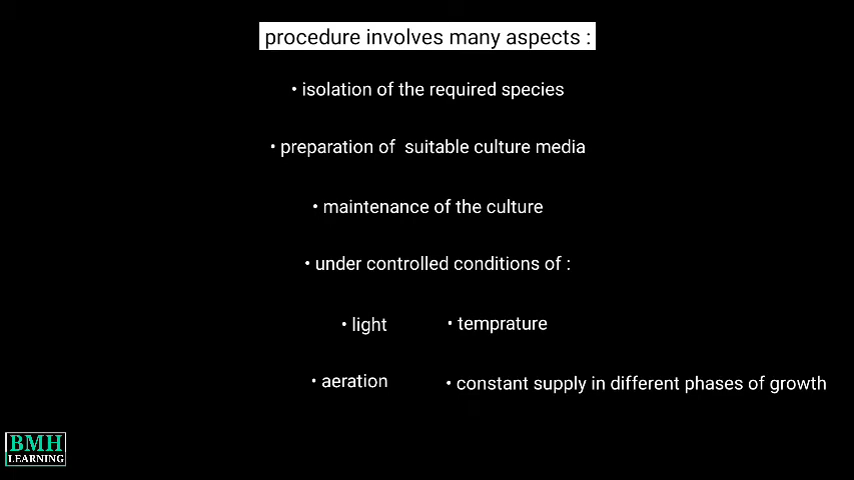 procedure involves many aspects :
• isolation of the required species
• preparation of suitable culture media
• maintenance of the culture
• under controlled conditions of :
• light • temprature
• aeration • constant supply in different phases of growth
BMH
LEARNING